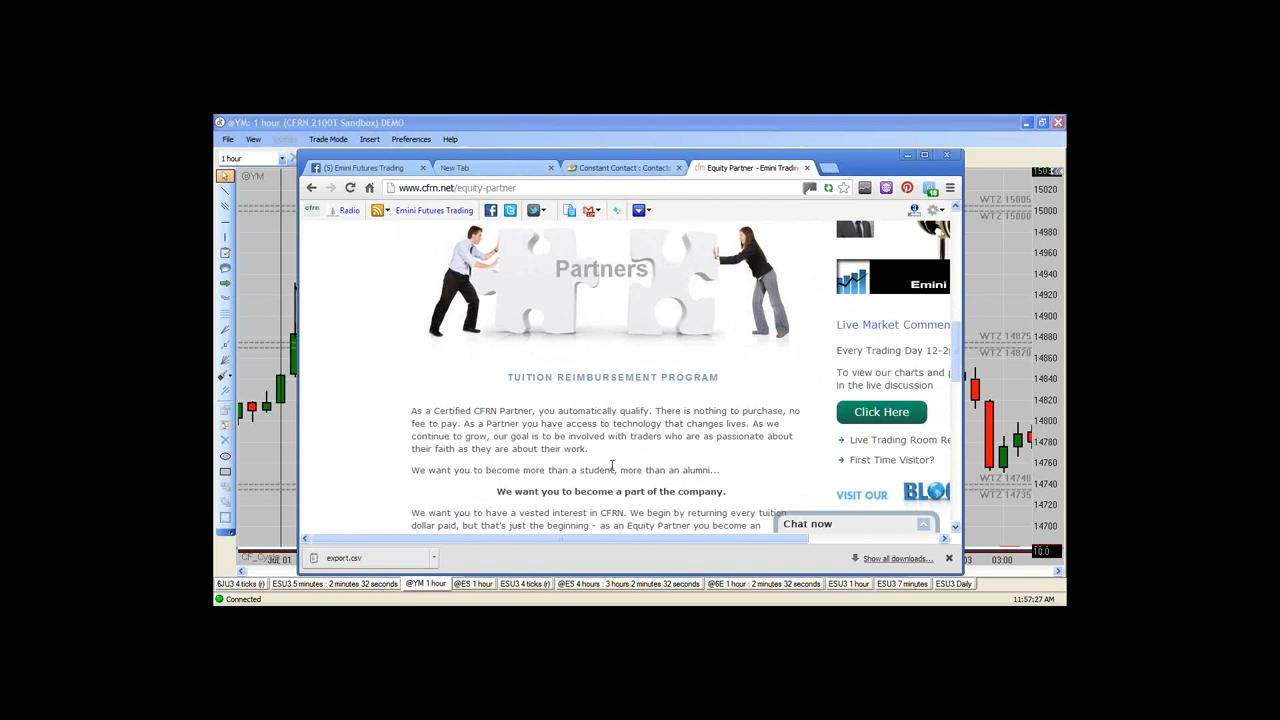 @YM: 1 hour (CFRN 2100T Sandbox) DEMO
File View Trade Mode Insert Preferences Help
1 hour
@YM
(5) Emini Futures Trading
New Tab
Constant Contact : Contacts
Equity Partner - Emini Tradin
www.cfrn.net/equity-partner
cfrn Radio Emini Futures Trading
Partners
Emini
TUITION REIMBURSEMENT PROGRAM
As a Certified CFRN Partner, you automatically qualify. There is nothing to purchase, no
fee to pay. As a Partner you have access to technology that changes lives. As we
continue to grow, our goal is to be involved with traders who are as passionate about
their faith as they are about their work.
We want you to become more than a student, more than an alumni...
We want you to become a part of the company.
We want you to have a vested interest in CFRN. We begin by returning every tuition
dollar paid, but that's just the beginning - as an Equity Partner you become an
Live Market Commen
Every Trading Day 12-2p
To view our charts and p
in the live discussion
Click Here
Live Trading Room Re
First Time Visitor?
VISIT OUR BLOG
Chat now
export.csv
Show all downloads...
15020
WTZ 15005
15000
WTZ 15000
14980
14960
14940
14920
14900
14880
WTZ 14875
WTZ 14870
14860
14840
14820
14800
14780
14760
14740
WTZ 14740
WTZ 14735
14720
14700
10.0
Jul, 01
03 03:00
&JU3 4 ticks (r) ESU3 5 minutes : 2 minutes 32 seconds @YM 1 hour @ES 1 hour ESU3 4 ticks (r) @ES 4 hours : 3 hours 2 minutes 32 seconds @6E 1 hour : 2 minutes 32 seconds ESU3 1 hour ESU3 7 minutes ESU3 Daily
Connected
11:57:27 AM